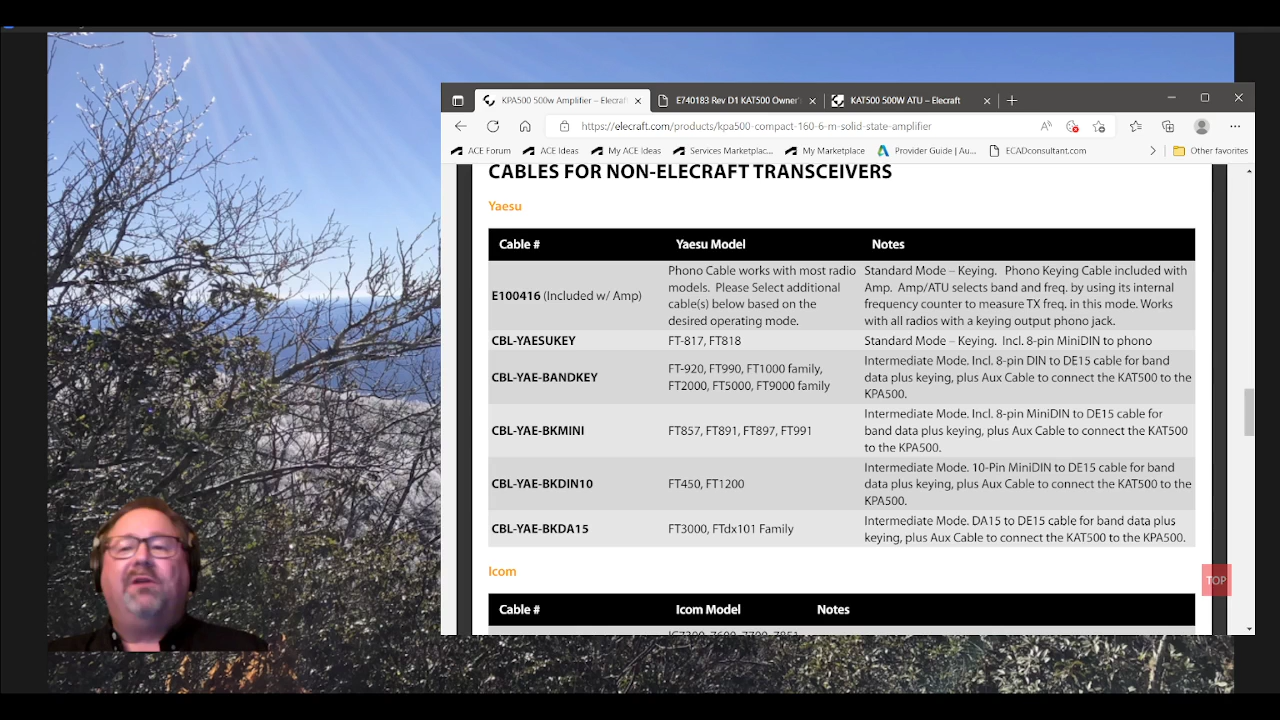 KPA500 500w Amplifier – Elecraft
E740183 Rev D1 KAT500 Owner'
KAT500 500W ATU – Elecraft
https://elecraft.com/products/kpa500-compact-160-6-m-solid-state-amplifier
ACE Forum
ACE Ideas
My ACE Ideas
Services Marketplac...
My Marketplace
Provider Guide | Au...
ECADconsultant.com
Other favorites
CABLES FOR NON-ELECRAFT TRANSCEIVERS
Yaesu
Cable # Yaesu Model Notes
E100416 (Included w/ Amp)
Phono Cable works with most radio
models. Please Select additional
cable(s) below based on the
desired operating mode.
Standard Mode – Keying. Phono Keying Cable included with
Amp. Amp/ATU selects band and freq. by using its internal
frequency counter to measure TX freq. in this mode. Works
with all radios with a keying output phono jack.
CBL-YAESUKEY
FT-817, FT818
Standard Mode – Keying. Incl. 8-pin MiniDIN to phono
CBL-YAE-BANDKEY
FT-920, FT990, FT1000 family,
FT2000, FT5000, FT9000 family
Intermediate Mode. Incl. 8-pin DIN to DE15 cable for band
data plus keying, plus Aux Cable to connect the KAT500 to the
KPA500.
CBL-YAE-BKMINI
FT857, FT891, FT897, FT991
Intermediate Mode. Incl. 8-pin MiniDIN to DE15 cable for
band data plus keying, plus Aux Cable to connect the KAT500
to the KPA500.
CBL-YAE-BKDIN10
FT450, FT1200
Intermediate Mode. 10-Pin MiniDIN to DE15 cable for band
data plus keying, plus Aux Cable to connect the KAT500 to the
KPA500.
CBL-YAE-BKDA15
FT3000, FTdx101 Family
Intermediate Mode. DA15 to DE15 cable for band data plus
keying, plus Aux Cable to connect the KAT500 to the KPA500.
Icom
TOP
Cable # Icom Model Notes